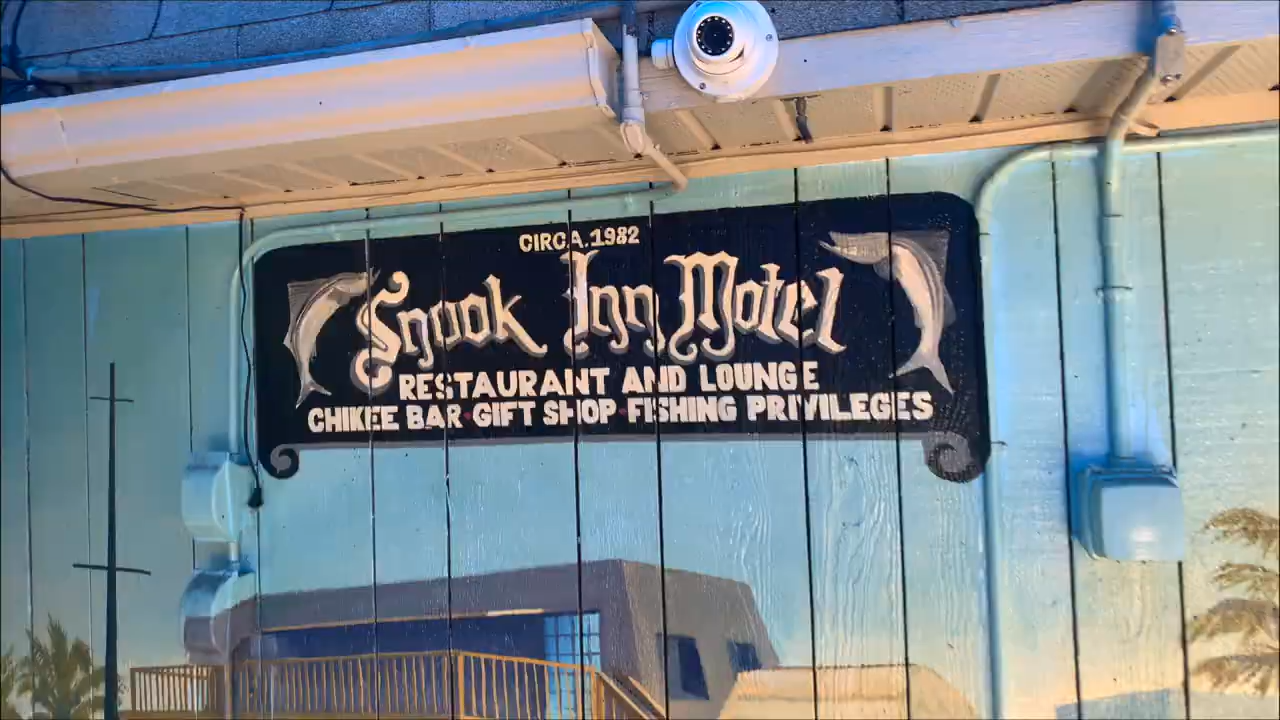 CIRCA.1982
Snook Inn Motel
RESTAURANT AND LOUNGE
CHIKEE BAR·GIFT SHOP·FISHING PRIVILEGES